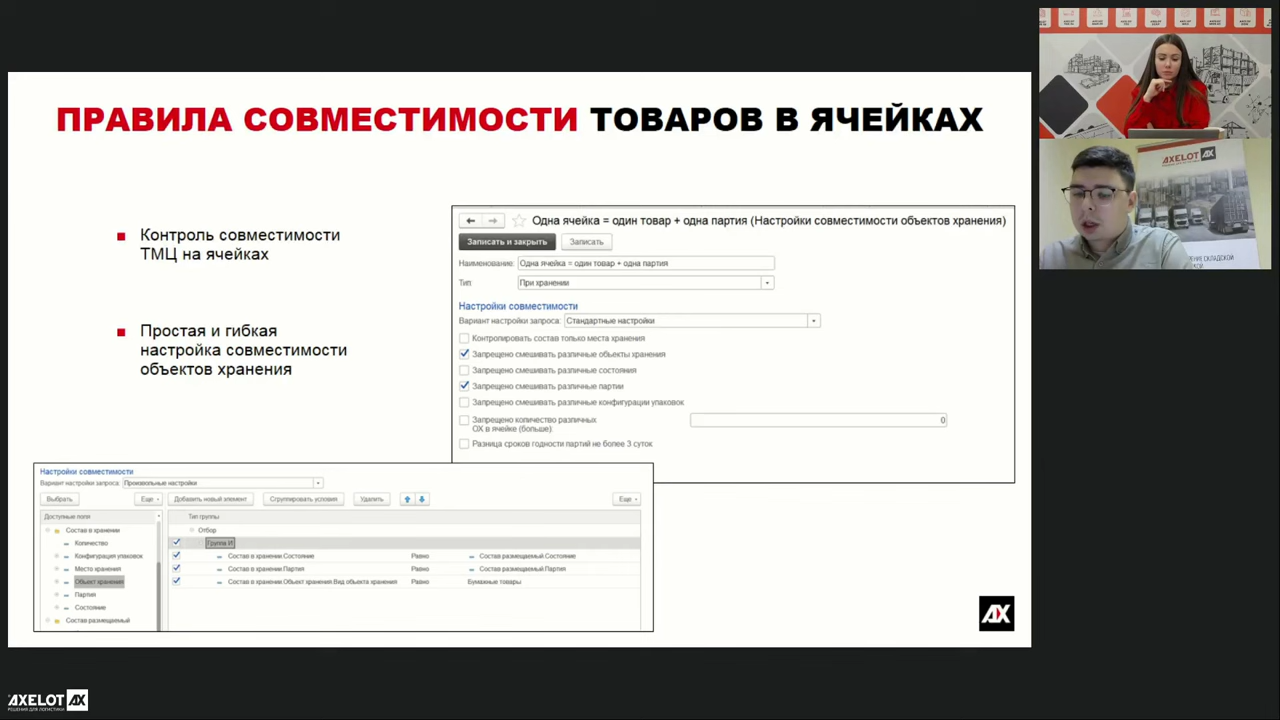 ПРАВИЛА СОВМЕСТИМОСТИ ТОВАРОВ В ЯЧЕЙКАХ
Контроль совместимости
ТМЦ на ячейках
Простая и гибкая
настройка совместимости
объектов хранения
Одна ячейка = один товар + одна партия (Настройки совместимости объектов хранения)
Записать и закрыть Записать
Наименование: Одна ячейка = один товар + одна партия
Тип: При хранении
Настройки совместимости
Вариант настройки запроса: Стандартные настройки
Контролировать состав только места хранения
Запрещено смешивать различные объекты хранения
Запрещено смешивать различные состояния
Запрещено смешивать различные партии
Запрещено смешивать различные конфигурации упаковок
Запрещено количество различных
ОХ в ячейке (больше): 0
Разница сроков годности партий не более 3 суток
Настройки совместимости
Вариант настройки запроса: Произвольные настройки
Выбрать Еще Добавить новый элемент Сгруппировать условия Удалить Еще
Доступные поля Тип группы
Состав в хранении Отбор
Количество Группа И
Конфигурация упаковок Состав в хранении.Состояние Равно Состав размещаемый.Состояние
Место хранения Состав в хранении.Партия Равно Состав размещаемый.Партия
Объект хранения Состав в хранении.Объект хранения.Вид объекта хранения Равно Бумажные товары
Партия
Состояние
Состав размещаемый
AX
AXELOT AX
AXELOT AX
РЕШЕНИЯ ДЛЯ ЛОГИСТИКИ